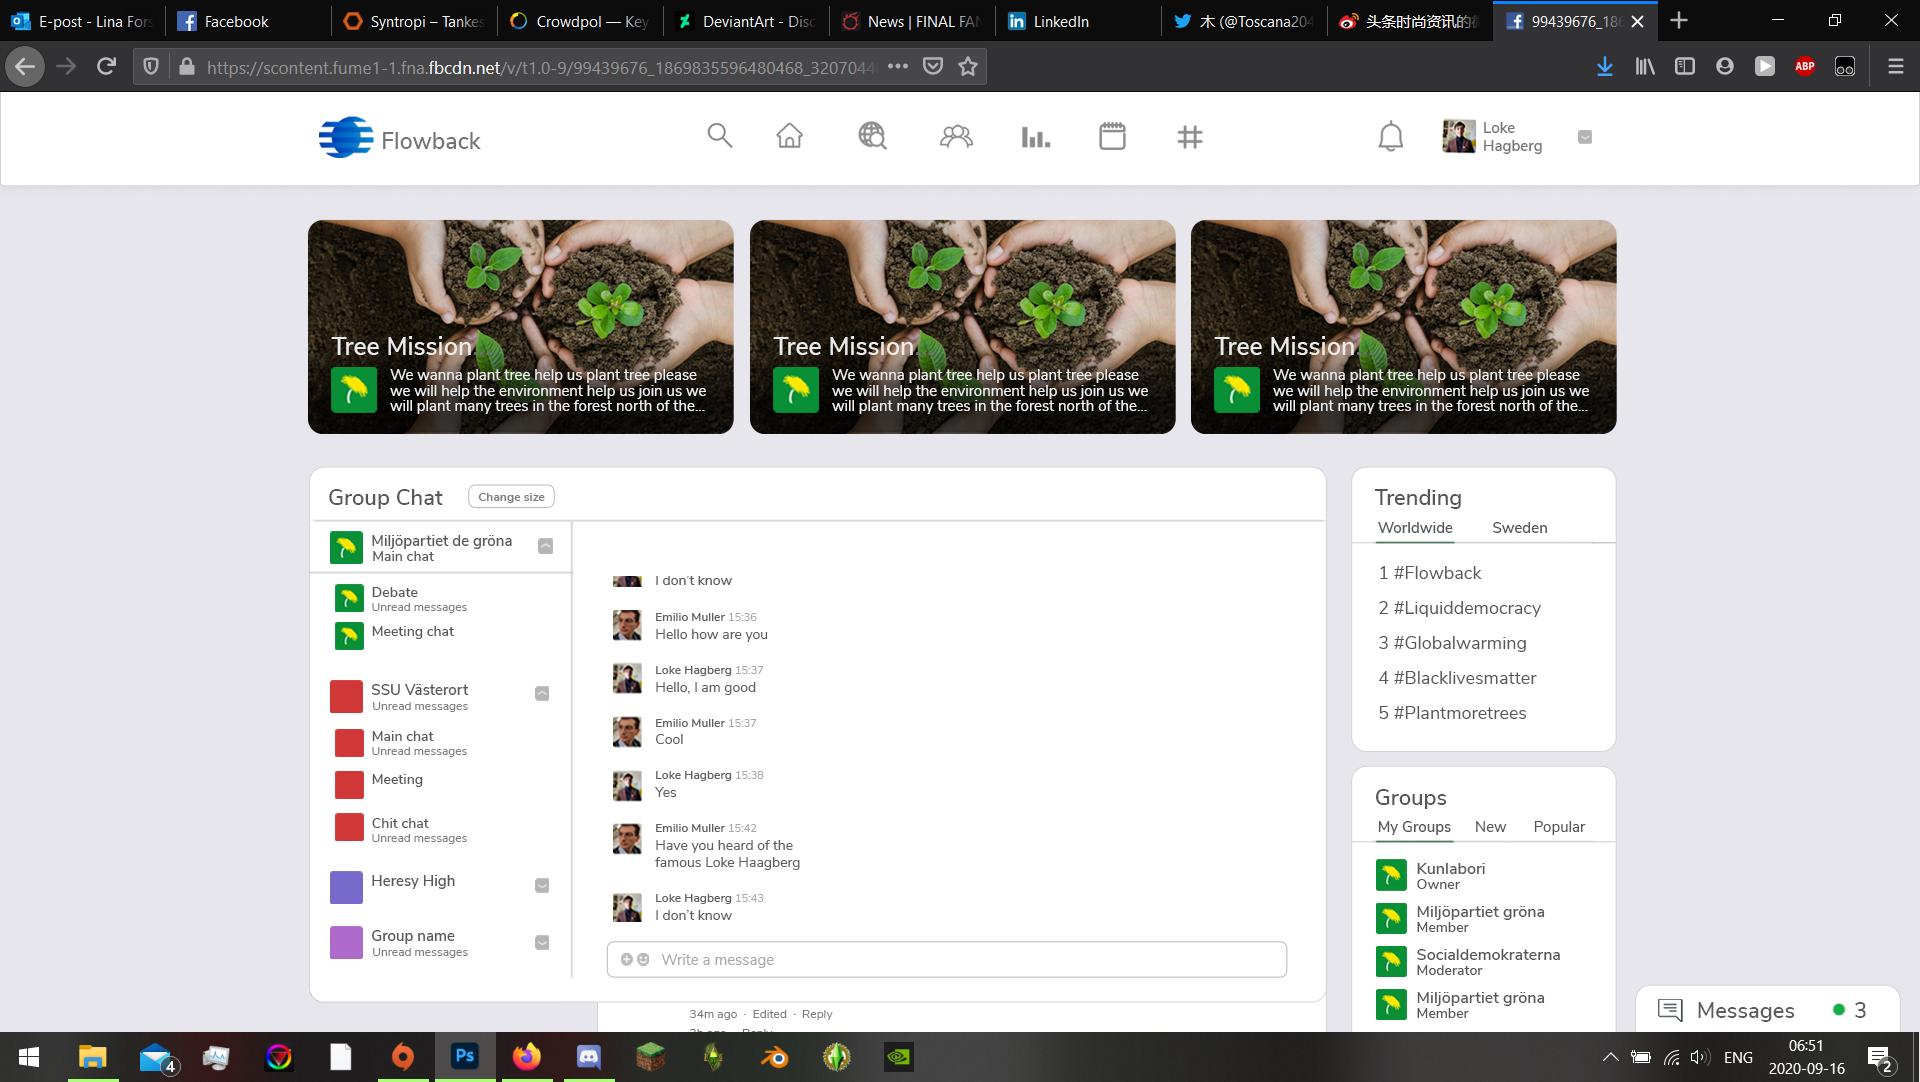 E-post - Lina Fors
Facebook
Syntropi – Tankes
Crowdpol — Key
DeviantArt - Disc
News | FINAL FAN
LinkedIn
木 (@Toscana204
头条时尚资讯的微
99439676_186
https://scontent.fume1-1.fna.fbcdn.net/v/t1.0-9/99439676_1869835596480468_3207044
ABP
Flowback
Loke
Hagberg
Tree Mission...
We wanna plant tree help us plant tree please
we will help the environment help us join us we
will plant many trees in the forest north of the...
Tree Mission...
We wanna plant tree help us plant tree please
we will help the environment help us join us we
will plant many trees in the forest north of the...
Tree Mission...
We wanna plant tree help us plant tree please
we will help the environment help us join us we
will plant many trees in the forest north of the...
Group Chat
Change size
Miljöpartiet de gröna
Main chat
Debate
Unread messages
Meeting chat
SSU Västerort
Unread messages
Main chat
Unread messages
Meeting
Chit chat
Unread messages
Heresy High
Group name
Unread messages
I don't know
Emilio Muller 15:36
Hello how are you
Loke Hagberg 15:37
Hello, I am good
Emilio Muller 15:37
Cool
Loke Hagberg 15:38
Yes
Emilio Muller 15:42
Have you heard of the
famous Loke Haagberg
Loke Hagberg 15:43
I don't know
Write a message
34m ago · Edited · Reply
Trending
Worldwide
Sweden
1 #Flowback
2 #Liquiddemocracy
3 #Globalwarming
4 #Blacklivesmatter
5 #Plantmoretrees
Groups
My Groups
New
Popular
Kunlabori
Owner
Miljöpartiet gröna
Member
Socialdemokraterna
Moderator
Miljöpartiet gröna
Member
Messages
3
4
Ps
ENG
06:51
2020-09-16
2